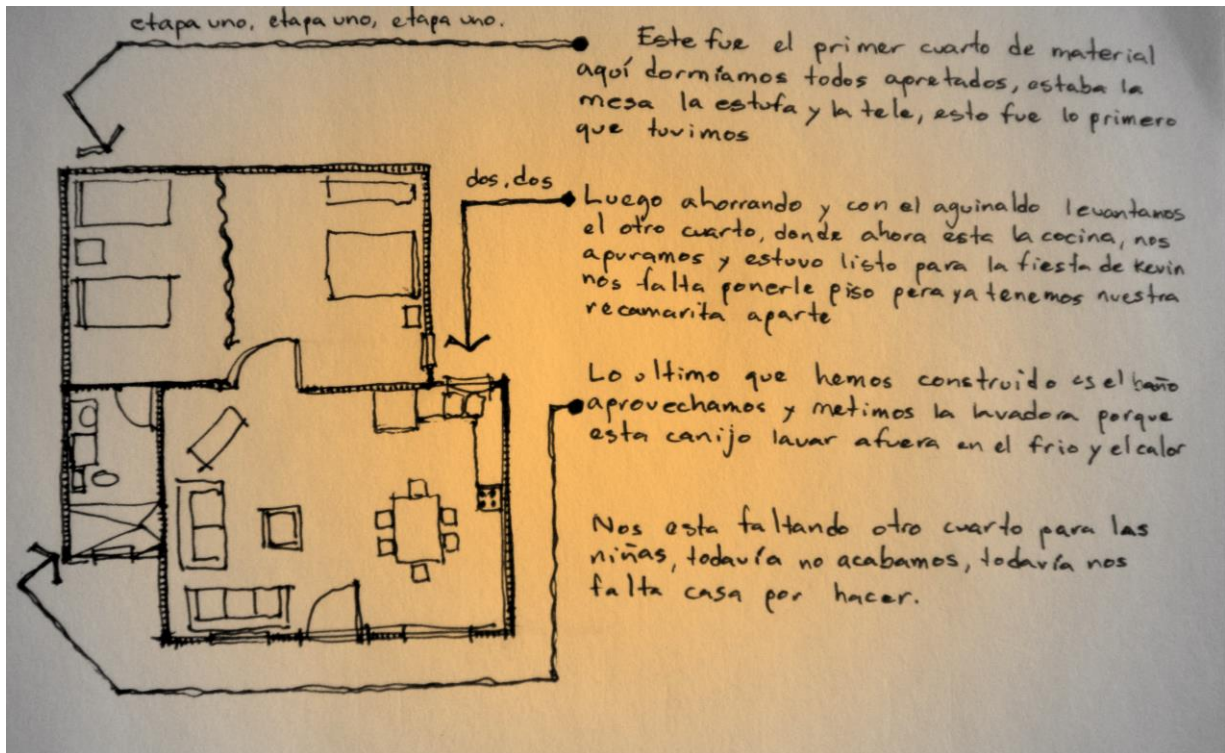 etapa uno, etapa uno, etapa uno.
Este fue el primer cuarto de material
aquí dormíamos todos apretados, estaba la
mesa la estufa y la tele, esto fue lo primero
que tuvimos
dos, dos
Luego ahorrando y con el aguinaldo levantamos
el otro cuarto, donde ahora esta la cocina, nos
apuramos y estuvo listo para la fiesta de Kevin
nos falta ponerle piso pera ya tenemos nuestra
recamarita aparte
Lo ultimo que hemos construido es el baño
aprovechamos y metimos la lavadora porque
esta canijo lavar afuera en el frio y el calor
Nos esta faltando otro cuarto para las
niñas, todavía no acabamos, todavía nos
falta casa por hacer.